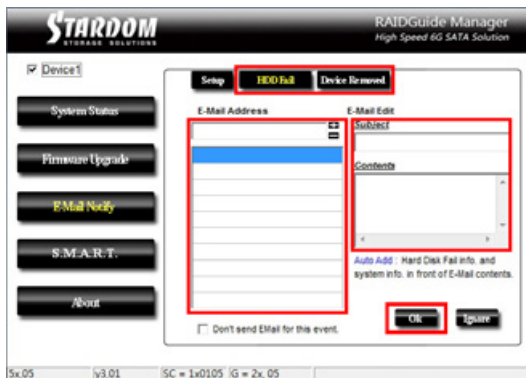 STARDOM
STORAGE SOLUTIONS
RAIDGuide Manager
High Speed 6G SATA Solution
Device1
Setup
HDD Fail
Device Removed
System Status
Firmware Upgrade
E-Mail Notify
S.M.A.R.T.
About
E-Mail Address
E-Mail Edit
Subject
Contents
Auto Add : Hard Disk Fail info. and
system info. in front of E-Mail contents.
Ok
Ignore
Don't send EMail for this event.
5x.05
v3.01
SC = 1x0105
G = 2x. 05